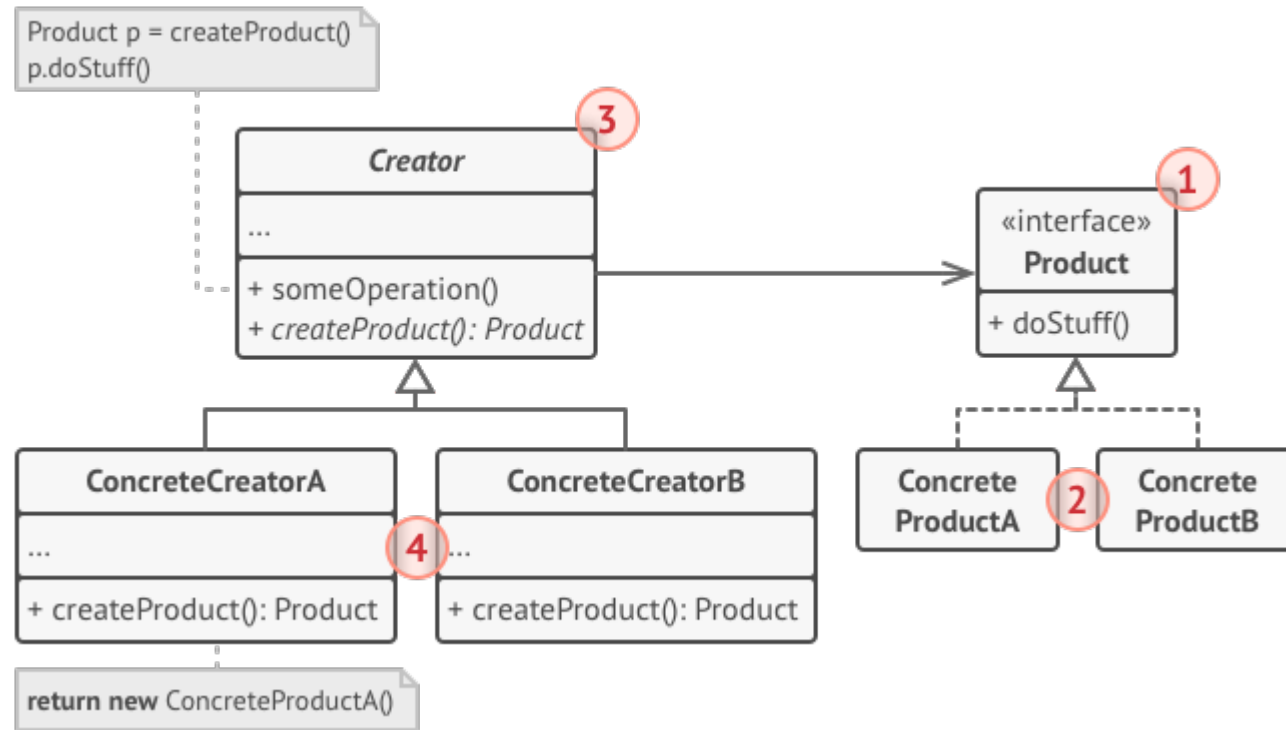 Product p = createProduct()
p.doStuff()
3
Creator
...
+ someOperation()
+ createProduct(): Product
1
«interface»
Product
+ doStuff()
ConcreteCreatorA
...
+ createProduct(): Product
4
ConcreteCreatorB
...
+ createProduct(): Product
Concrete
ProductA
2
Concrete
ProductB
return new ConcreteProductA()